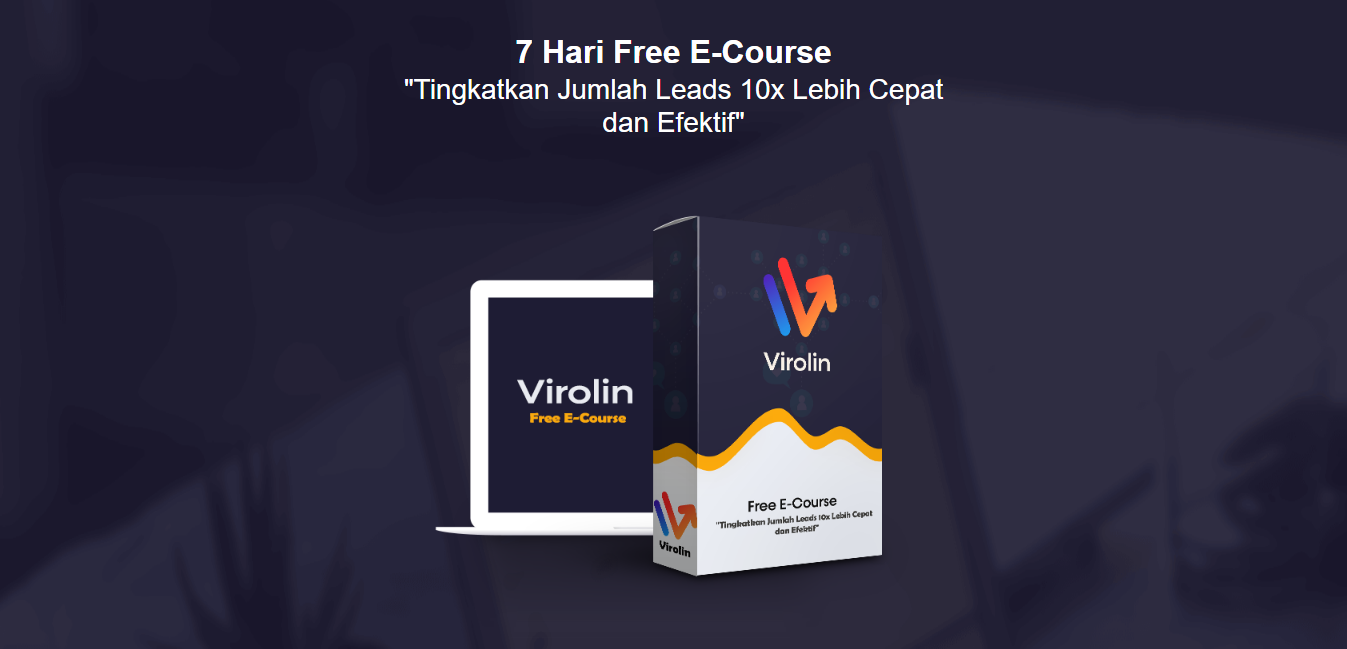 7 Hari Free E-Course
"Tingkatkan Jumlah Leads 10x Lebih Cepat
dan Efektif"
Virolin
Free E-Course
Virolin
Free E-Course
"Tingkatkan Jumlah Leads 10x Lebih Cepat
dan Efektif"
Virolin